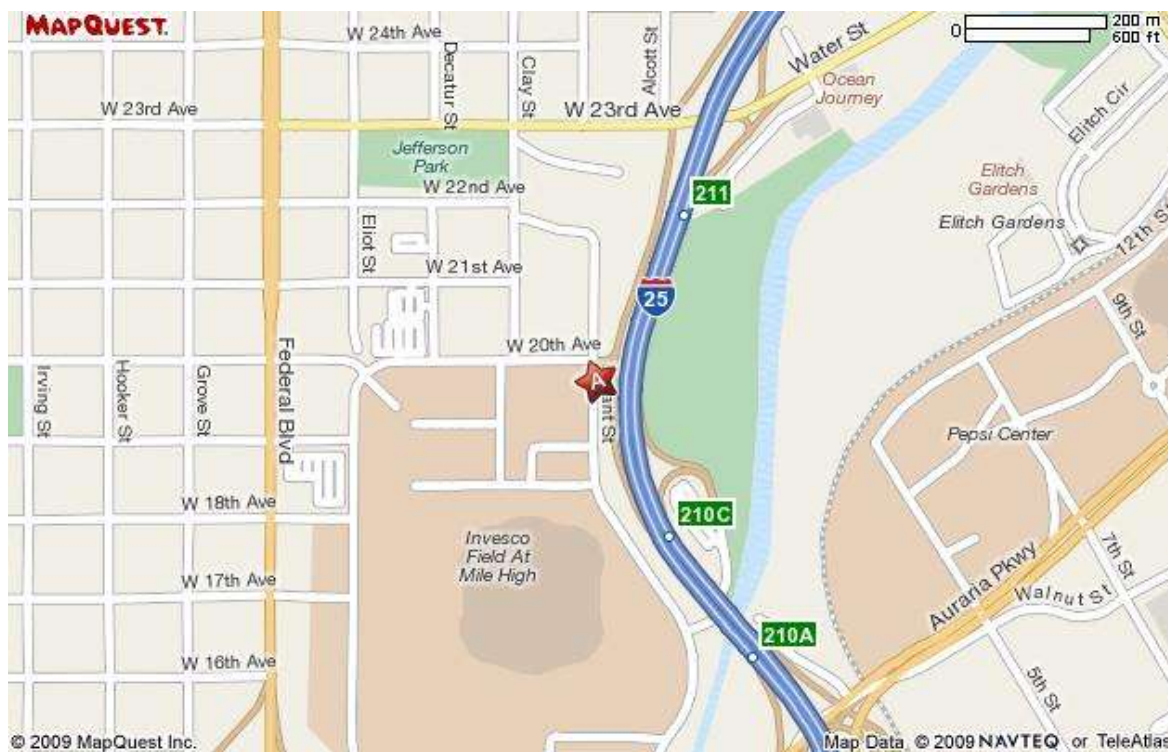 MAPQUEST.
200 m
0
600 ft
W 24th Ave
Decatur St
Clay St
Alcott St
Water St
Ocean
Journey
W 23rd Ave
W 23rd Ave
Elitch Cir
Jefferson
Park
Elitch
Gardens
W 22nd Ave
211
Elitch Gardens
12th St
Eliot St
W 21st Ave
25
9th St
W 20th Ave
A
Irving St
Hooker St
Grove St
Federal Blvd
ant St
Pepsi Center
W 18th Ave
210C
Invesco
Field At
Mile High
W 17th Ave
Auraria Pkwy
7th St
Walnut St
210A
W 16th Ave
5th St
© 2009 MapQuest Inc.
Map Data © 2009 NAVTEQ or TeleAtlas